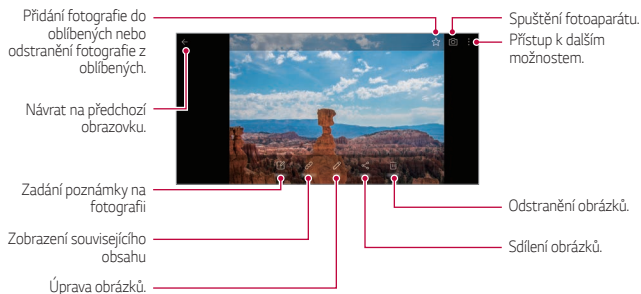 Přidání fotografie do
oblíbených nebo
odstranění fotografie z
oblíbených.
Návrat na předchozí
obrazovku.
Zadání poznámky na
fotografii
Zobrazení souvisejícího
obsahu
Úprava obrázků.
Spuštění fotoaparátu.
Přístup k dalším
možnostem.
Odstranění obrázků.
Sdílení obrázků.